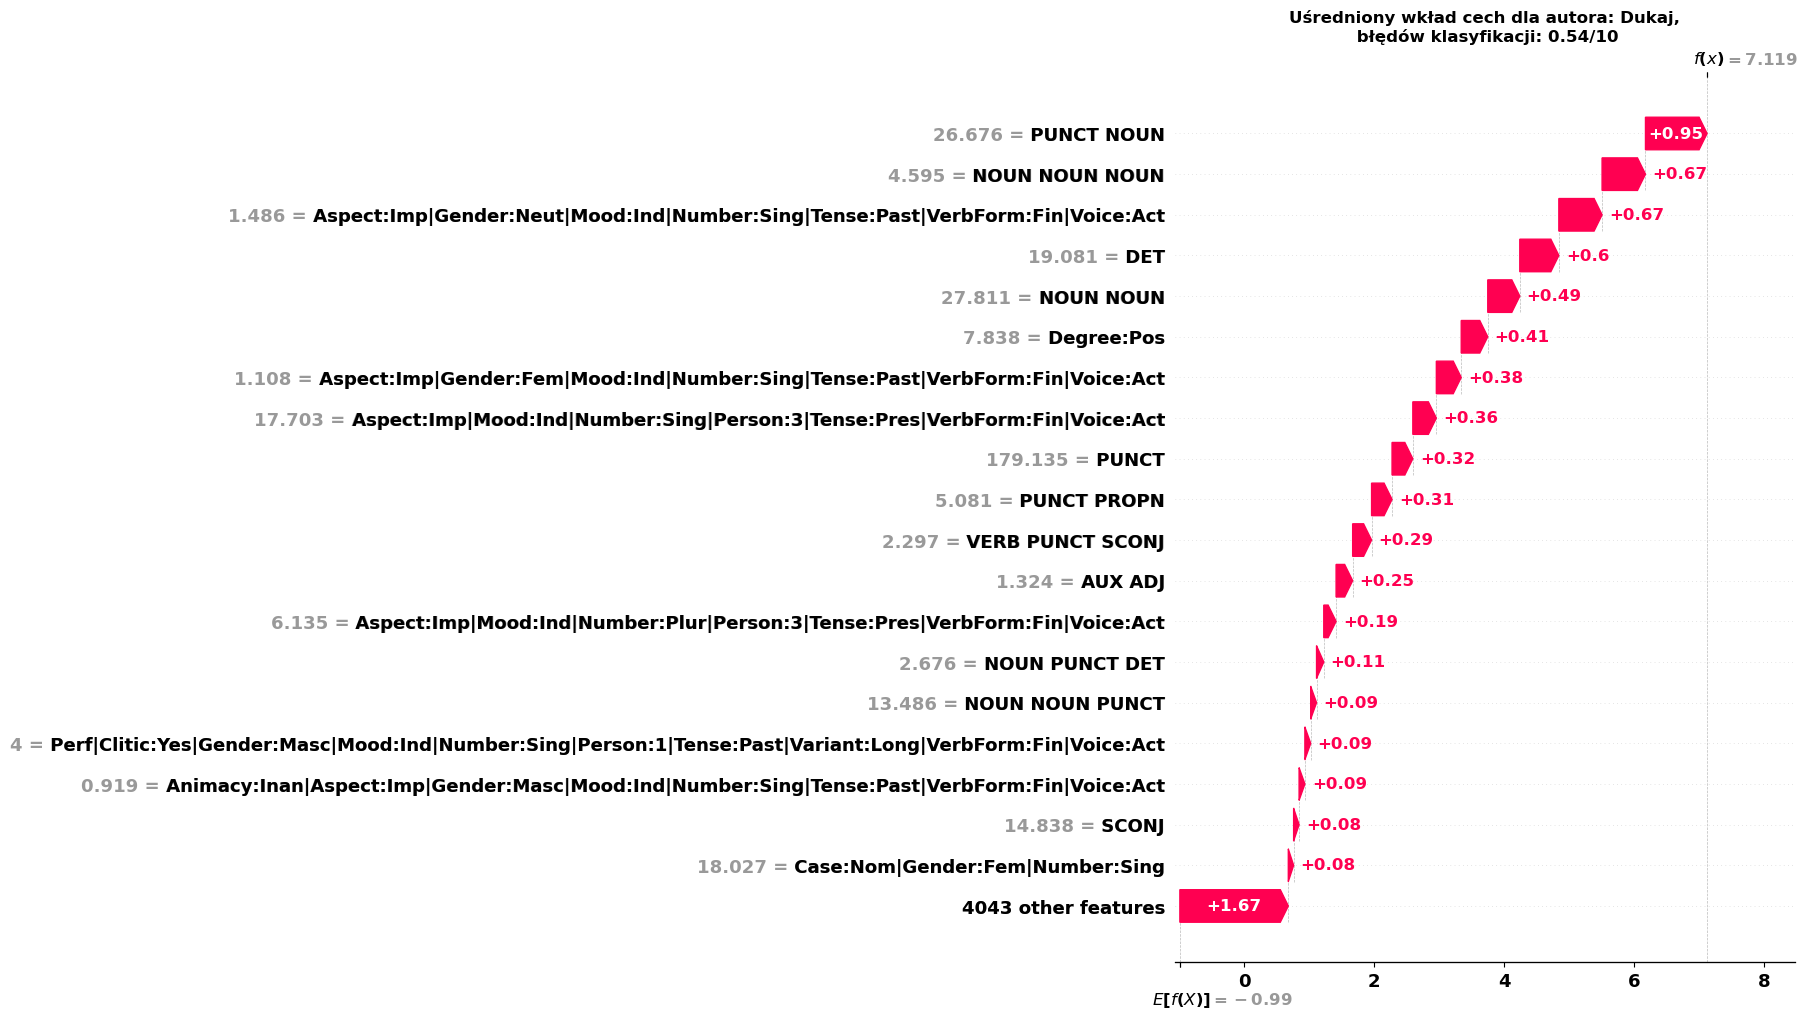 Uśredniony wkład cech dla autora: Dukaj,
błędów klasyfikacji: 0.54/10
f(x) = 7.119
26.676 = PUNCT NOUN +0.95
4.595 = NOUN NOUN NOUN +0.67
1.486 = Aspect:Imp|Gender:Neut|Mood:Ind|Number:Sing|Tense:Past|VerbForm:Fin|Voice:Act +0.67
19.081 = DET +0.6
27.811 = NOUN NOUN +0.49
7.838 = Degree:Pos +0.41
1.108 = Aspect:Imp|Gender:Fem|Mood:Ind|Number:Sing|Tense:Past|VerbForm:Fin|Voice:Act +0.38
17.703 = Aspect:Imp|Mood:Ind|Number:Sing|Person:3|Tense:Pres|VerbForm:Fin|Voice:Act +0.36
179.135 = PUNCT +0.32
5.081 = PUNCT PROPN +0.31
2.297 = VERB PUNCT SCONJ +0.29
1.324 = AUX ADJ +0.25
6.135 = Aspect:Imp|Mood:Ind|Number:Plur|Person:3|Tense:Pres|VerbForm:Fin|Voice:Act +0.19
2.676 = NOUN PUNCT DET +0.11
13.486 = NOUN NOUN PUNCT +0.09
4 = Perf|Clitic:Yes|Gender:Masc|Mood:Ind|Number:Sing|Person:1|Tense:Past|Variant:Long|VerbForm:Fin|Voice:Act +0.09
0.919 = Animacy:Inan|Aspect:Imp|Gender:Masc|Mood:Ind|Number:Sing|Tense:Past|VerbForm:Fin|Voice:Act +0.09
14.838 = SCONJ +0.08
18.027 = Case:Nom|Gender:Fem|Number:Sing +0.08
4043 other features +1.67
0 2 4 6 8
E[f(X)] = −0.99